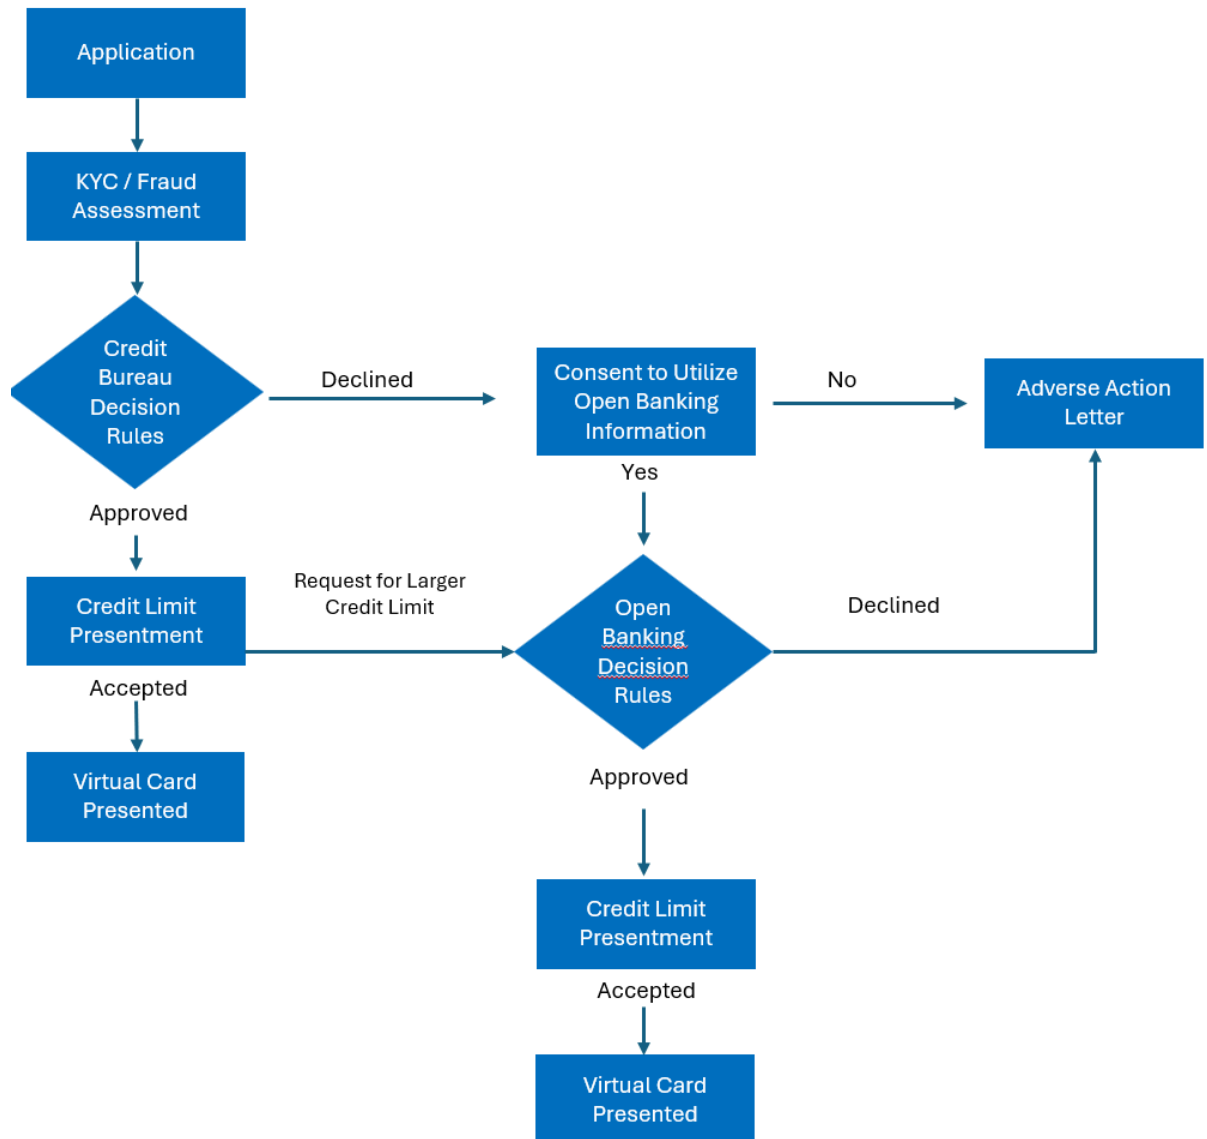 Application
KYC / Fraud
Assessment
Credit
Bureau
Decision
Rules
Declined
Consent to Utilize
Open Banking
Information
No
Adverse Action
Letter
Yes
Approved
Credit Limit
Presentment
Request for Larger
Credit Limit
Open
Banking
Decision
Rules
Declined
Accepted
Virtual Card
Presented
Approved
Credit Limit
Presentment
Accepted
Virtual Card
Presented